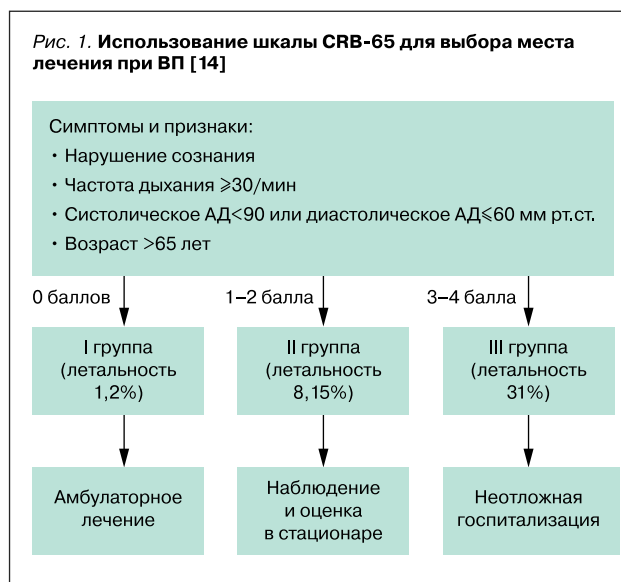 Рис. 1. Использование шкалы CRB-65 для выбора места
лечения при ВП [14]
Симптомы и признаки:
• Нарушение сознания
• Частота дыхания ⩾30/мин
• Систолическое АД<90 или диастолическое АД⩽60 мм рт.ст.
• Возраст >65 лет
0 баллов
1–2 балла
3–4 балла
I группа
(летальность
1,2%)
II группа
(летальность
8,15%)
III группа
(летальность
31%)
Амбулаторное
лечение
Наблюдение
и оценка
в стационаре
Неотложная
госпитализация